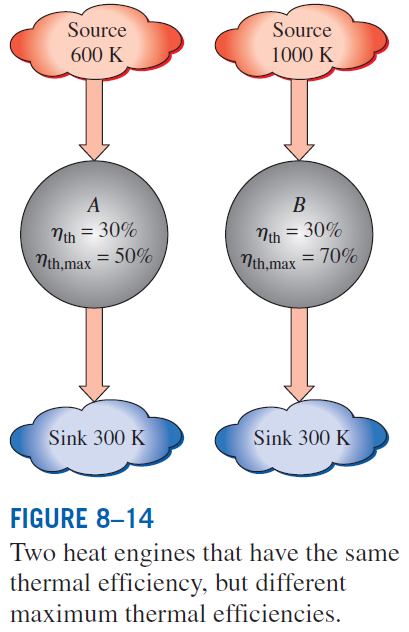 Source
600 K
Source
1000 K
A
ηth = 30%
ηth,max = 50%
B
ηth = 30%
ηth,max = 70%
Sink 300 K
Sink 300 K
FIGURE 8–14
Two heat engines that have the same
thermal efficiency, but different
maximum thermal efficiencies.